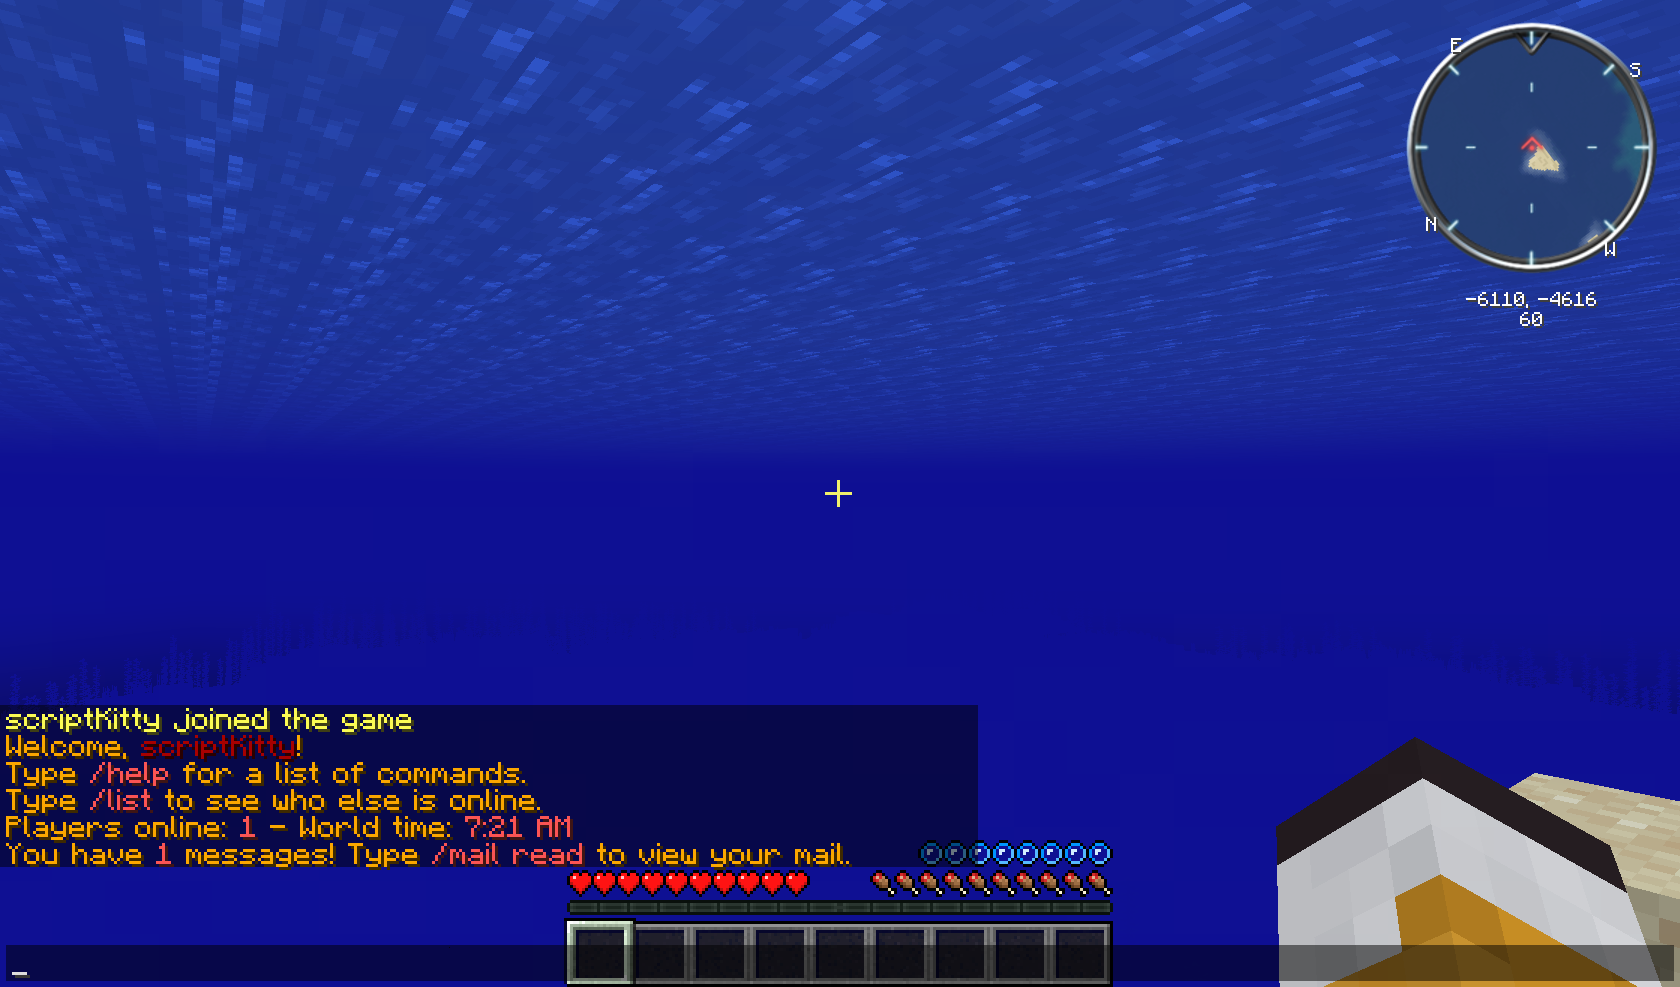 E
S
N
W
-6110, -4616
60
scriptKitty joined the game
Welcome, scriptKitty!
Type /help for a list of commands.
Type /list to see who else is online.
Players online: 1 - World time: 7:21 AM
You have 1 messages! Type /mail read to view your mail.
_